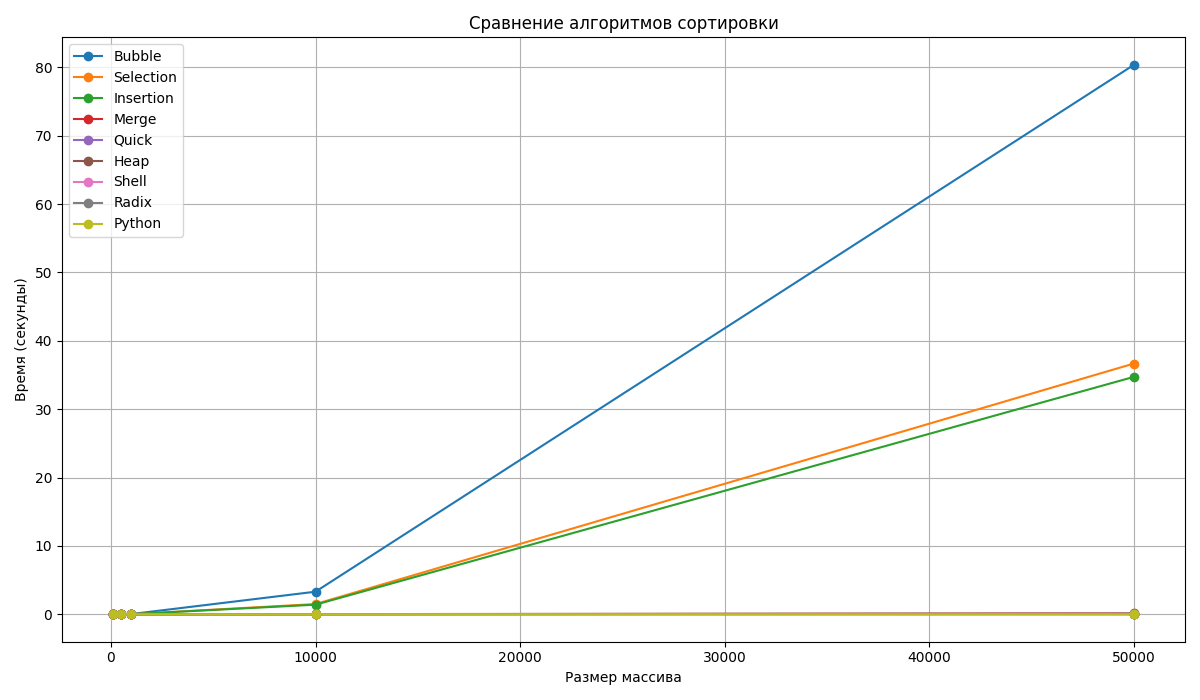 Сравнение алгоритмов сортировки
Bubble
Selection
Insertion
Merge
Quick
Heap
Shell
Radix
Python
Время (секунды)
80
70
60
50
40
30
20
10
0
0 10000 20000 30000 40000 50000
Размер массива